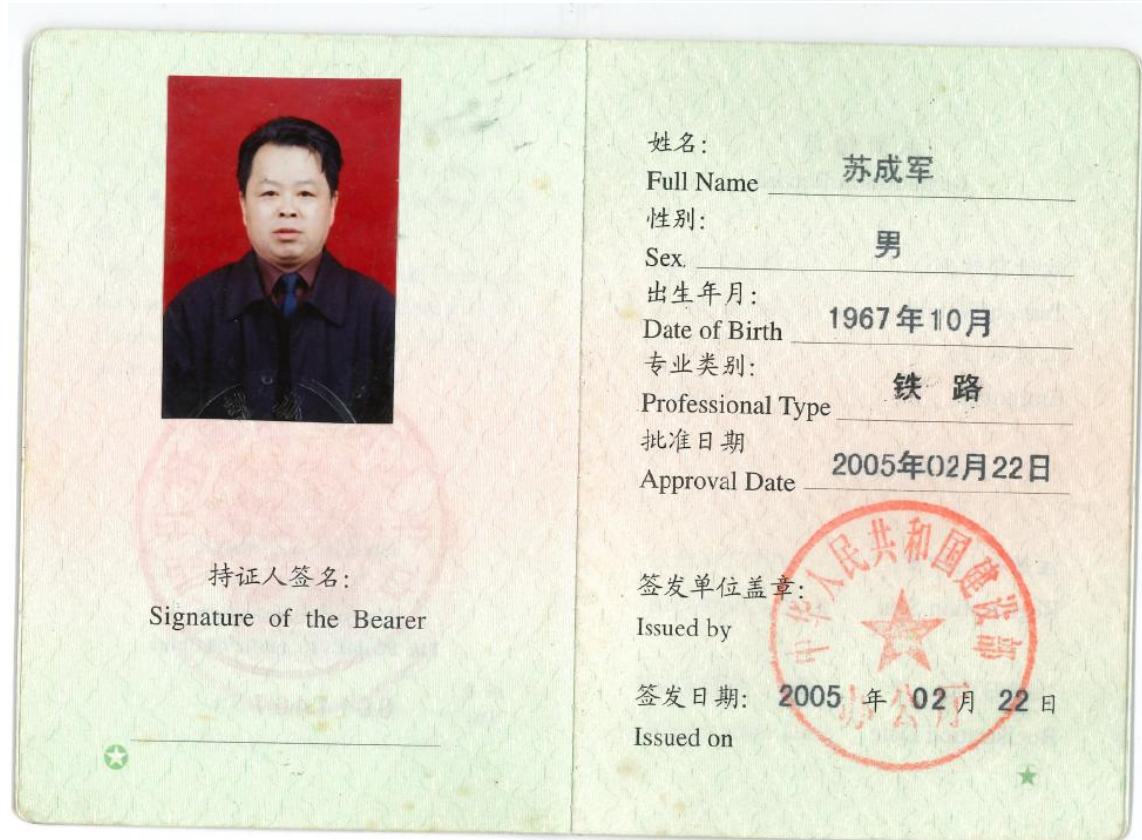 持证人签名：
Signature of the Bearer
姓名：
Full Name 苏成军
性别：
Sex 男
出生年月：
Date of Birth 1967年10月
专业类别：
Professional Type 铁 路
批准日期
Approval Date 2005年02月22日
签发单位盖章：
Issued by
中华人民共和国建设部
办公厅
签发日期： 2005 年 02 月 22 日
Issued on